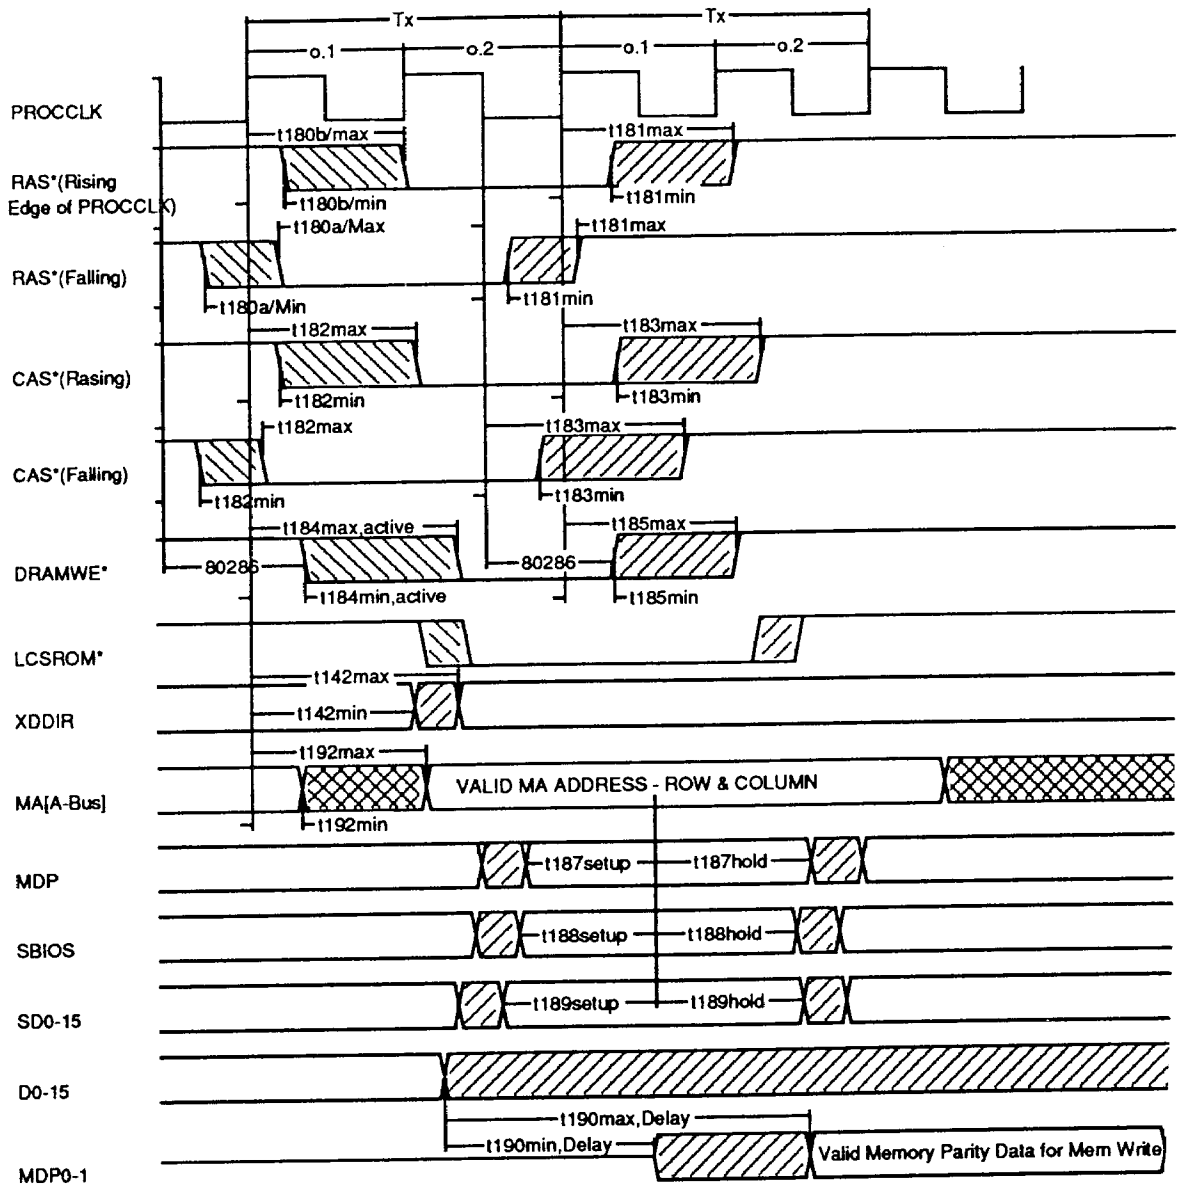 Tx Tx
o.1 o.2 o.1 o.2
PROCCLK
t180b/max t181max
RAS*(Rising
Edge of PROCCLK)
t180b/min t181min
t180a/Max t181max
RAS*(Falling)
t180a/Min t181min
t182max t183max
CAS*(Rasing)
t182min t183min
t182max t183max
CAS*(Falling)
t182min t183min
t184max,active t185max
80286 80286
DRAMWE*
t184min,active t185min
LCSROM*
t142max
t142min
XDDIR
t192max
VALID MA ADDRESS - ROW & COLUMN
MA[A-Bus]
t192min
t187setup t187hold
MDP
t188setup t188hold
SBIOS
t189setup t189hold
SD0-15
D0-15
t190max,Delay
t190min,Delay
Valid Memory Parity Data for Mem Write
MDP0-1